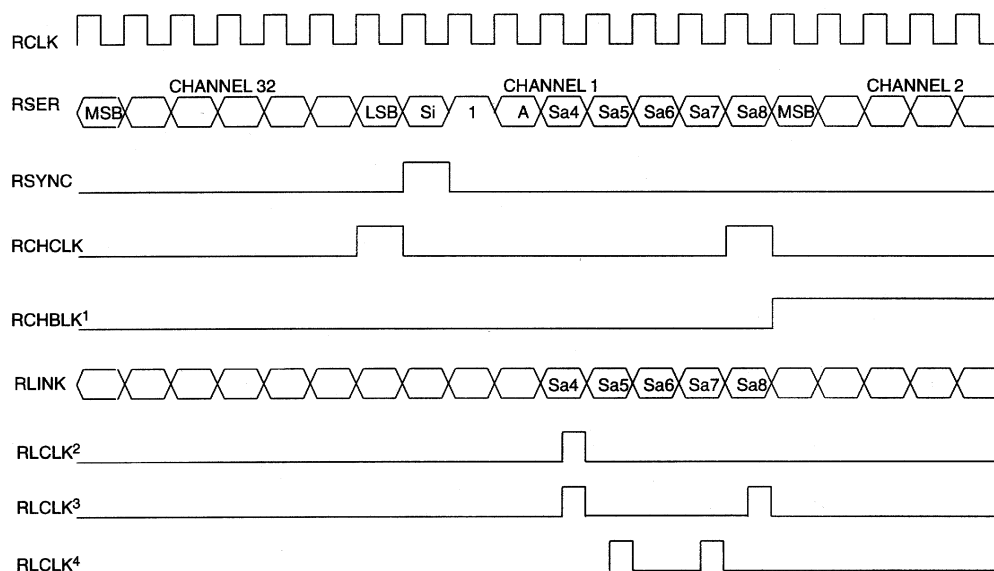 RCLK
CHANNEL 32 CHANNEL 1 CHANNEL 2
RSER MSB LSB Si 1 A Sa4 Sa5 Sa6 Sa7 Sa8 MSB
RSYNC
RCHCLK
RCHBLK1
RLINK Sa4 Sa5 Sa6 Sa7 Sa8
RLCLK2
RLCLK3
RLCLK4